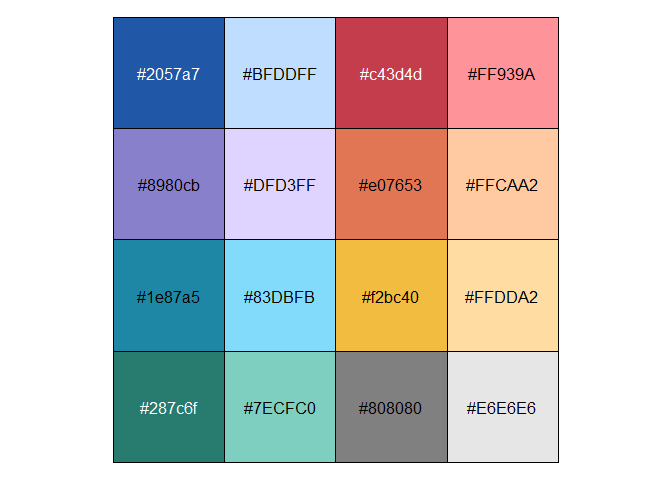 #2057a7 #BFDDFF #c43d4d #FF939A
#8980cb #DFD3FF #e07653 #FFCAA2
#1e87a5 #83DBFB #f2bc40 #FFDDA2
#287c6f #7ECFC0 #808080 #E6E6E6